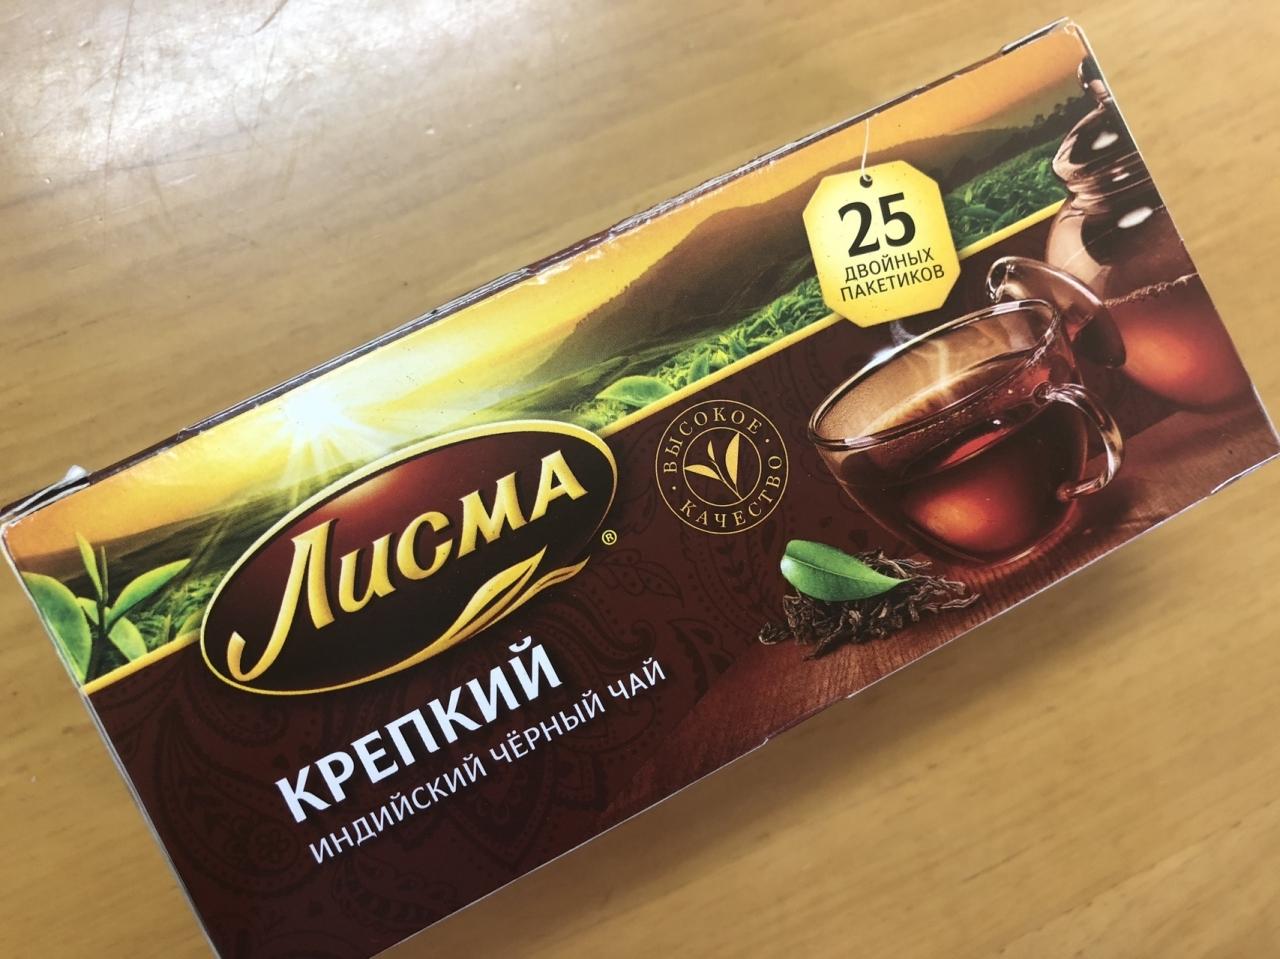 25
ДВОЙНЫХ
ПАКЕТИКОВ
ВЫСОКОЕ
КАЧЕСТВО
Лисма ®
КРЕПКИЙ
ИНДИЙСКИЙ ЧЁРНЫЙ ЧАЙ